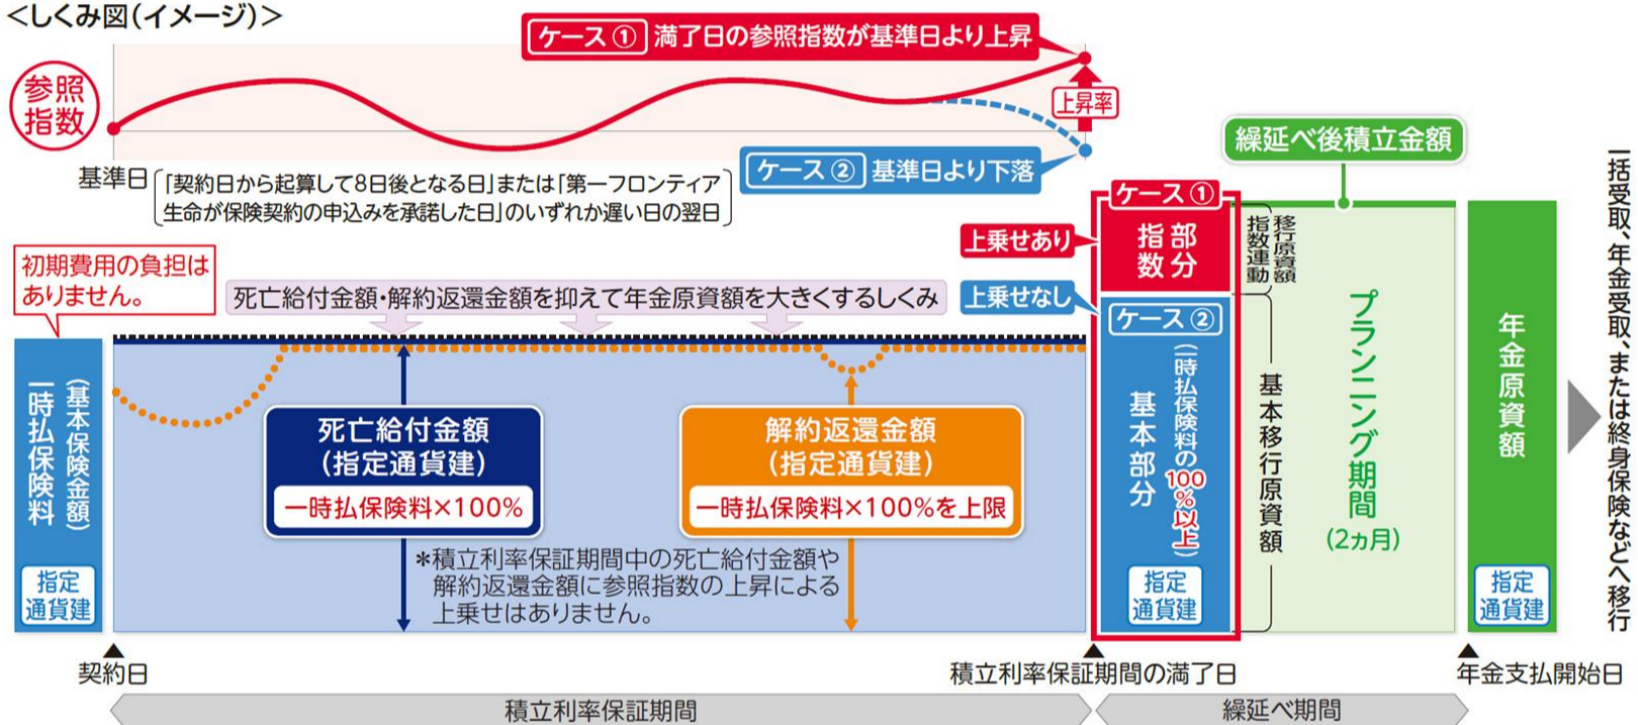 ＜しくみ図(イメージ)＞
ケース① 満了日の参照指数が基準日より上昇
参照
指数
上昇率
ケース② 基準日より下落
基準日
「契約日から起算して8日後となる日」または「第一フロンティア
生命が保険契約の申込みを承諾した日」のいずれか遅い日の翌日
繰延べ後積立金額
初期費用の負担は
ありません。
死亡給付金額・解約返還金額を抑えて年金原資額を大きくするしくみ
上乗せあり
上乗せなし
ケース①
指数
部分
指数連動
移行原資額
ケース②
基本部分
(一時払保険料の100%以上)
指定
通貨建
基本移行原資額
プランニング期間
(2ヵ月)
年金原資額
指定
通貨建
一括受取、年金受取、または終身保険などへ移行
一時払保険料
(基本保険金額)
指定
通貨建
死亡給付金額
(指定通貨建)
一時払保険料×100%
解約返還金額
(指定通貨建)
一時払保険料×100%を上限
＊積立利率保証期間中の死亡給付金額や
解約返還金額に参照指数の上昇による
上乗せはありません。
契約日
積立利率保証期間の満了日
年金支払開始日
積立利率保証期間
繰延べ期間